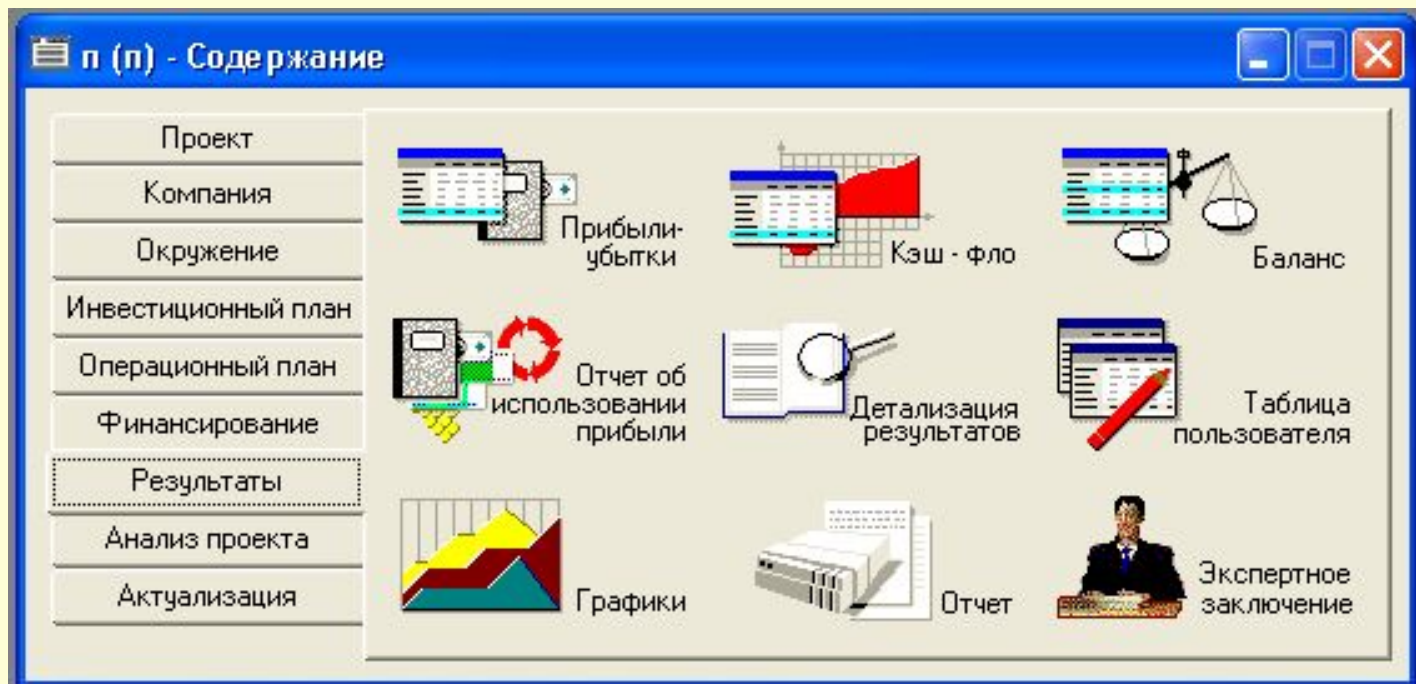 п (п) - Содержание
Проект
Компания
Окружение
Инвестиционный план
Операционный план
Финансирование
Результаты
Анализ проекта
Актуализация
Прибыли-
убытки
Кэш - фло
Баланс
Отчет об
использовании
прибыли
Детализация
результатов
Таблица
пользователя
Графики
Отчет
Экспертное
заключение